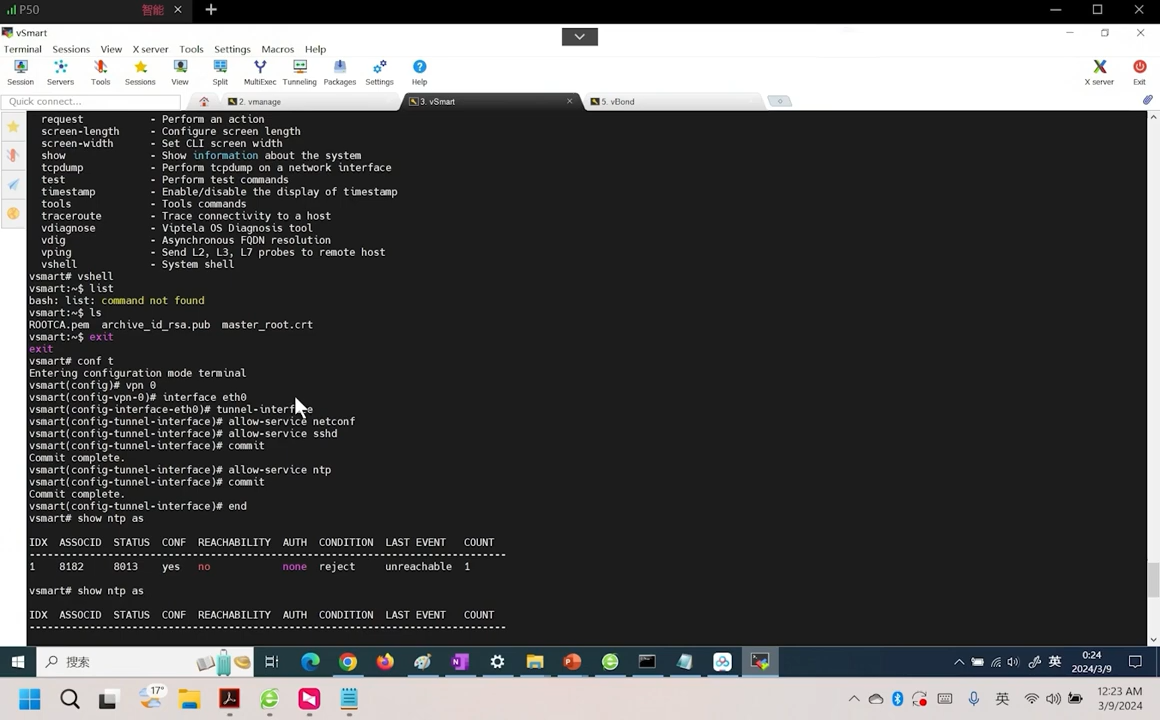 P50 智能
vSmart
Terminal Sessions View X server Tools Settings Macros Help
Session Servers Tools Sessions View Split MultiExec Tunneling Packages Settings Help X server Exit
Quick connect... 2. vmanage 3. vSmart 5. vBond
request - Perform an action
screen-length - Configure screen length
screen-width - Set CLI screen width
show - Show information about the system
tcpdump - Perform tcpdump on a network interface
test - Perform test commands
timestamp - Enable/disable the display of timestamp
tools - Tools commands
traceroute - Trace connectivity to a host
vdiagnose - Viptela OS Diagnosis tool
vdig - Asynchronous FQDN resolution
vping - Send L2, L3, L7 probes to remote host
vshell - System shell
vsmart# vshell
vsmart:~$ list
bash: list: command not found
vsmart:~$ ls
ROOTCA.pem archive_id_rsa.pub master_root.crt
vsmart:~$ exit
exit
vsmart# conf t
Entering configuration mode terminal
vsmart(config)# vpn 0
vsmart(config-vpn-0)# interface eth0
vsmart(config-interface-eth0)# tunnel-interface
vsmart(config-tunnel-interface)# allow-service netconf
vsmart(config-tunnel-interface)# allow-service sshd
vsmart(config-tunnel-interface)# commit
Commit complete.
vsmart(config-tunnel-interface)# allow-service ntp
vsmart(config-tunnel-interface)# commit
Commit complete.
vsmart(config-tunnel-interface)# end
vsmart# show ntp as
IDX ASSOCID STATUS CONF REACHABILITY AUTH CONDITION LAST EVENT COUNT
1 8182 8013 yes no none reject unreachable 1
vsmart# show ntp as
IDX ASSOCID STATUS CONF REACHABILITY AUTH CONDITION LAST EVENT COUNT
搜索 英 0:24
2024/3/9
17° 英 12:23 AM
3/9/2024